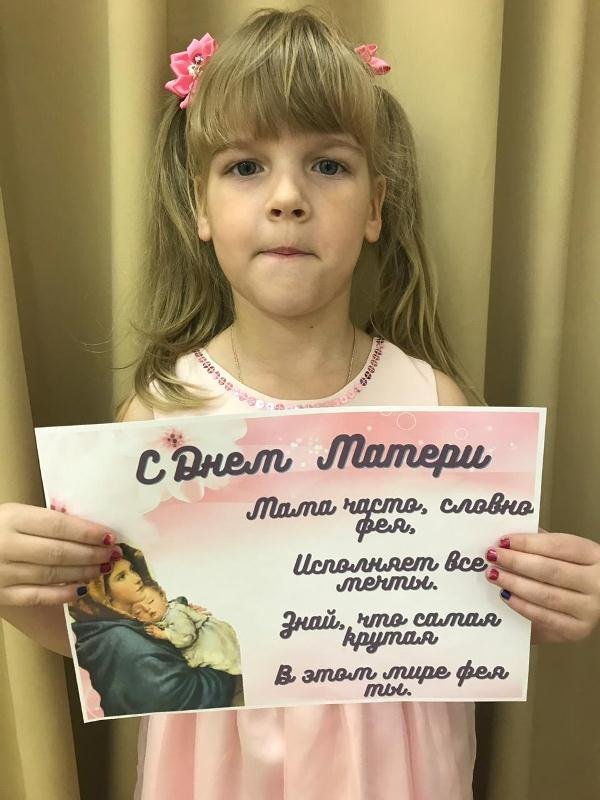 С Днем Матери
Мама часто, словно
фея,
Исполняет все
мечты.
Знай, что самая
крутая
В этом мире фея
ты.